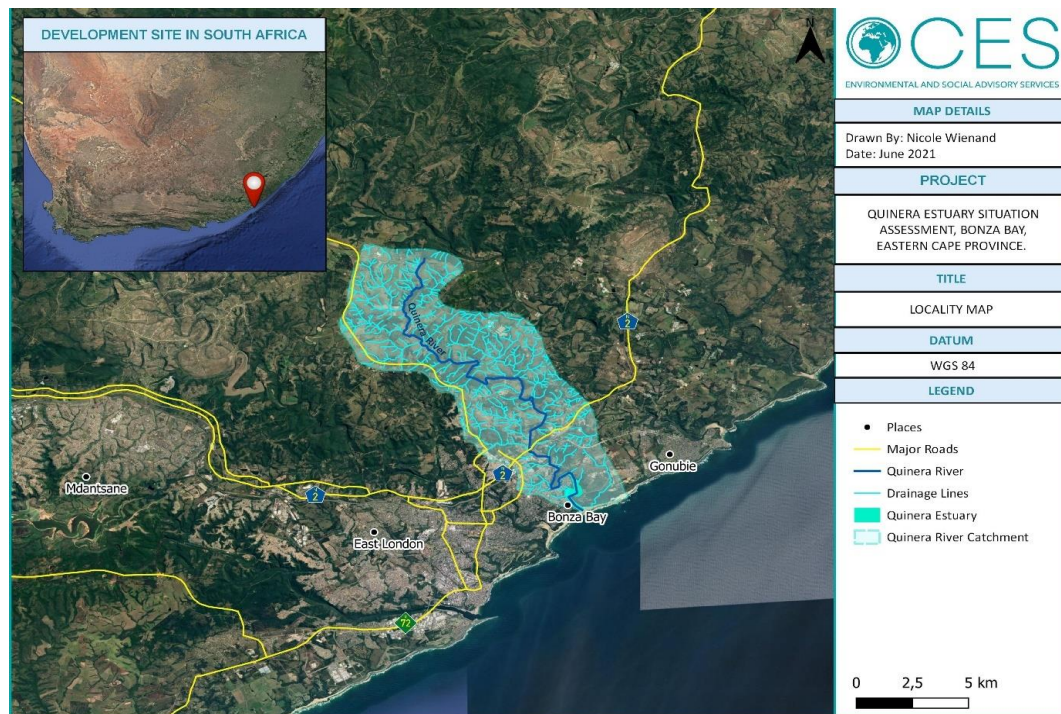 DEVELOPMENT SITE IN SOUTH AFRICA
N
Quinera River
N
2
Mdantsane
N
2
N
2
Gonubie
Bonza Bay
East London
72
CES
ENVIRONMENTAL AND SOCIAL ADVISORY SERVICES
MAP DETAILS
Drawn By: Nicole Wienand
Date: June 2021
PROJECT
QUINERA ESTUARY SITUATION
ASSESSMENT, BONZA BAY,
EASTERN CAPE PROVINCE.
TITLE
LOCALITY MAP
DATUM
WGS 84
LEGEND
Places
Major Roads
Quinera River
Drainage Lines
Quinera Estuary
Quinera River Catchment
0 2,5 5 km